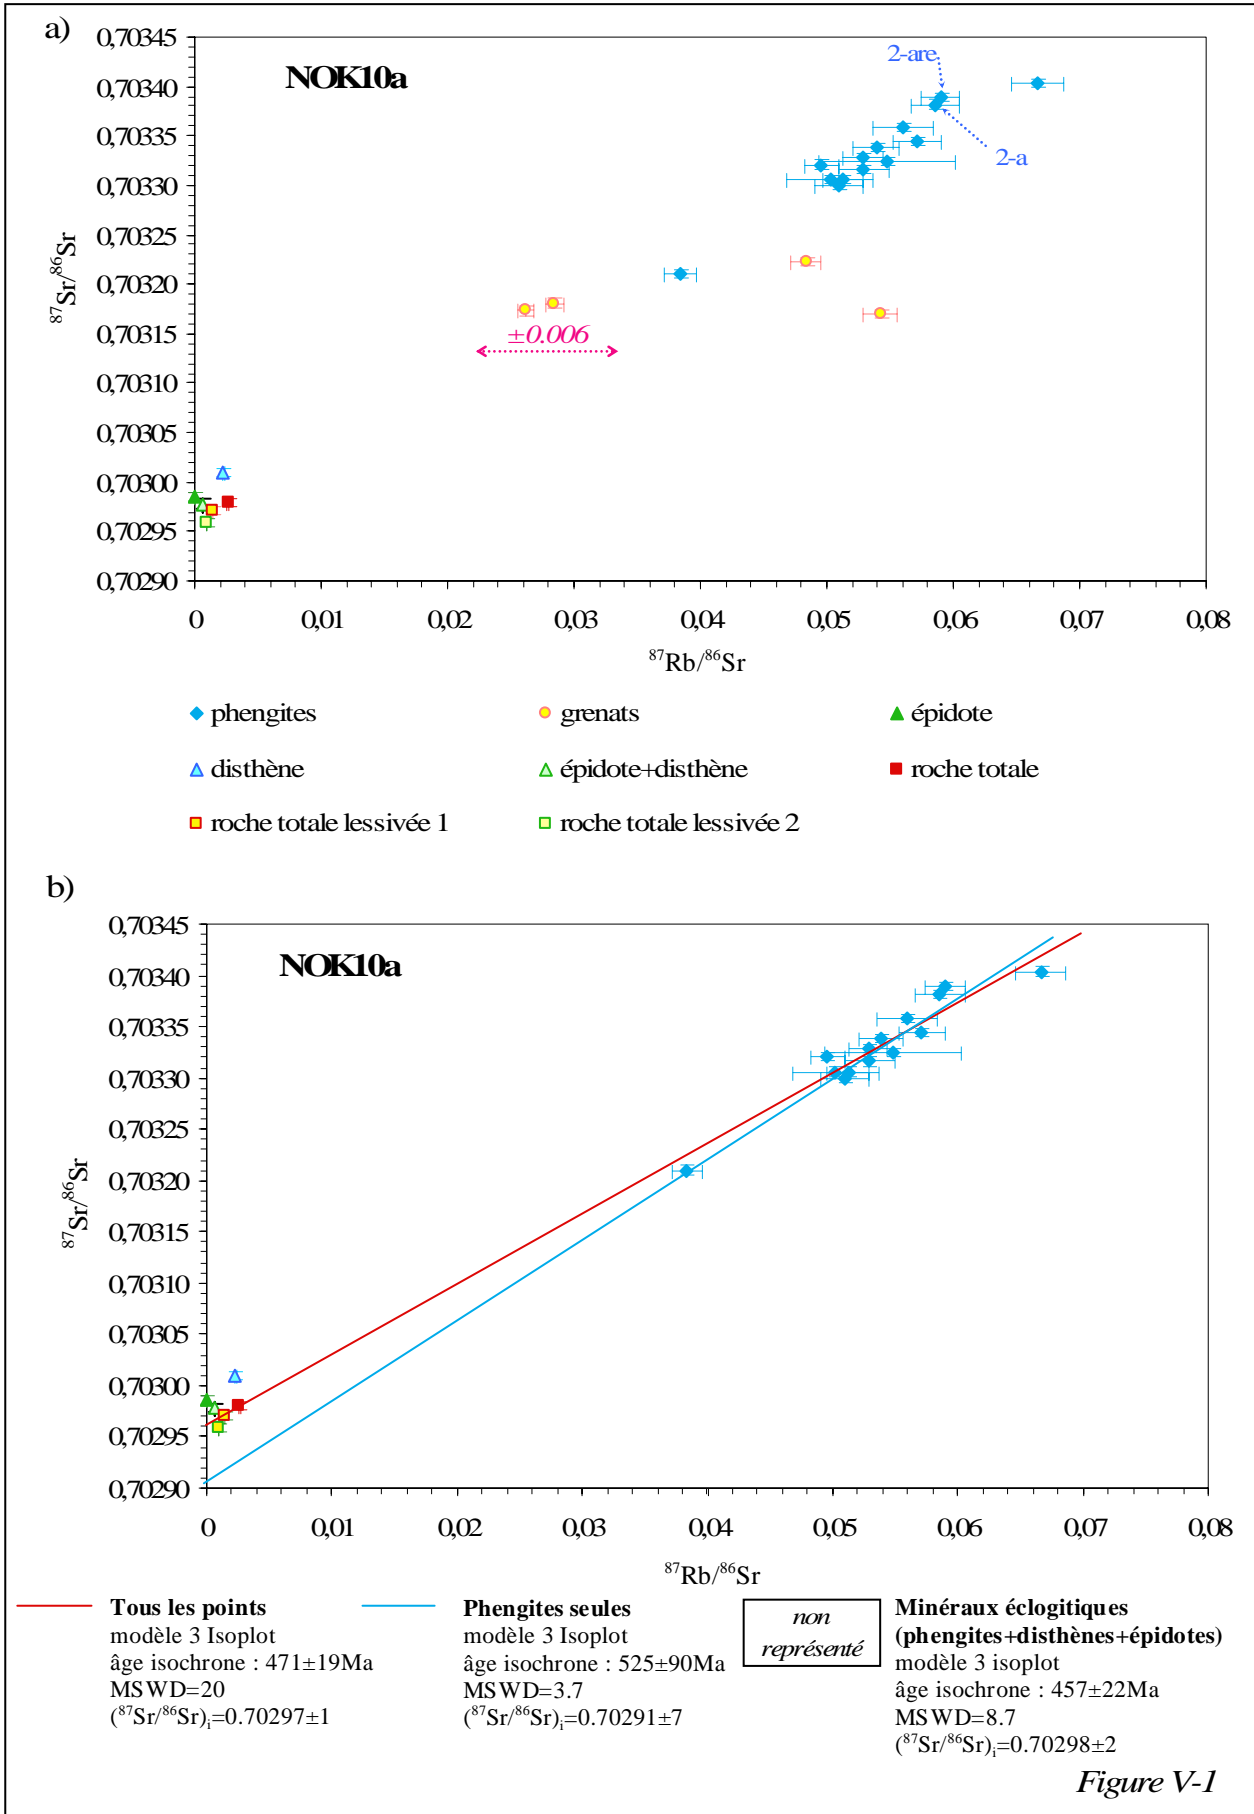 a)
0,70345
0,70340
0,70335
0,70330
0,70325
0,70320
0,70315
0,70310
0,70305
0,70300
0,70295
0,70290
87Sr/86Sr
NOK10a
2-are
2-a
±0.006
0 0,01 0,02 0,03 0,04 0,05 0,06 0,07 0,08
87Rb/86Sr
phengites grenats épidote
disthène épidote+disthène roche totale
roche totale lessivée 1 roche totale lessivée 2
b)
0,70345
0,70340
0,70335
0,70330
0,70325
0,70320
0,70315
0,70310
0,70305
0,70300
0,70295
0,70290
87Sr/86Sr
NOK10a
0 0,01 0,02 0,03 0,04 0,05 0,06 0,07 0,08
87Rb/86Sr
Tous les points
modèle 3 Isoplot
âge isochrone : 471±19Ma
MSWD=20
(87Sr/86Sr)i=0.70297±1
Phengites seules
modèle 3 Isoplot
âge isochrone : 525±90Ma
MSWD=3.7
(87Sr/86Sr)i=0.70291±7
non
représenté
Minéraux éclogitiques
(phengites+disthènes+épidotes)
modèle 3 isoplot
âge isochrone : 457±22Ma
MSWD=8.7
(87Sr/86Sr)i=0.70298±2
Figure V-1